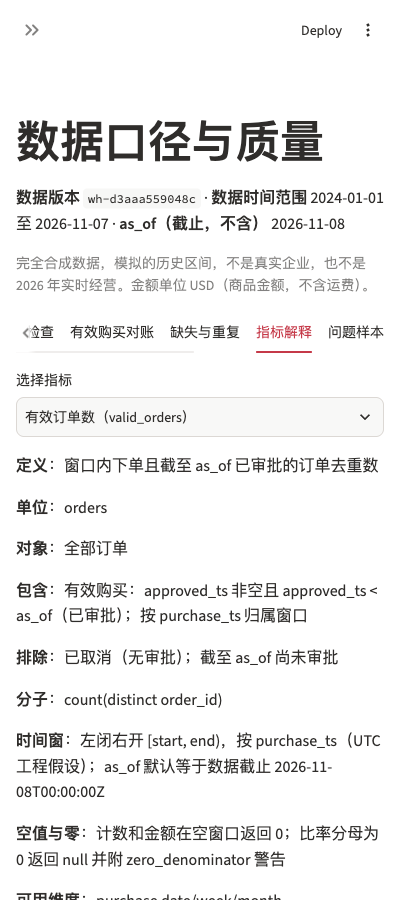 Deploy
数据口径与质量
数据版本 wh-d3aaa559048c · 数据时间范围 2024-01-01
至 2026-11-07 · as_of（截止，不含） 2026-11-08
完全合成数据，模拟的历史区间，不是真实企业，也不是
2026 年实时经营。金额单位 USD（商品金额，不含运费）。
检查 有效购买对账 缺失与重复 指标解释 问题样本
选择指标
有效订单数（valid_orders）
定义：窗口内下单且截至 as_of 已审批的订单去重数
单位：orders
对象：全部订单
包含：有效购买：approved_ts 非空且 approved_ts <
as_of（已审批）；按 purchase_ts 归属窗口
排除：已取消（无审批）；截至 as_of 尚未审批
分子：count(distinct order_id)
时间窗：左闭右开 [start, end)，按 purchase_ts（UTC
工程假设）；as_of 默认等于数据截止 2026-11-
08T00:00:00Z
空值与零：计数和金额在空窗口返回 0；比率分母为
0 返回 null 并附 zero_denominator 警告
可用维度：purchase date/week/month